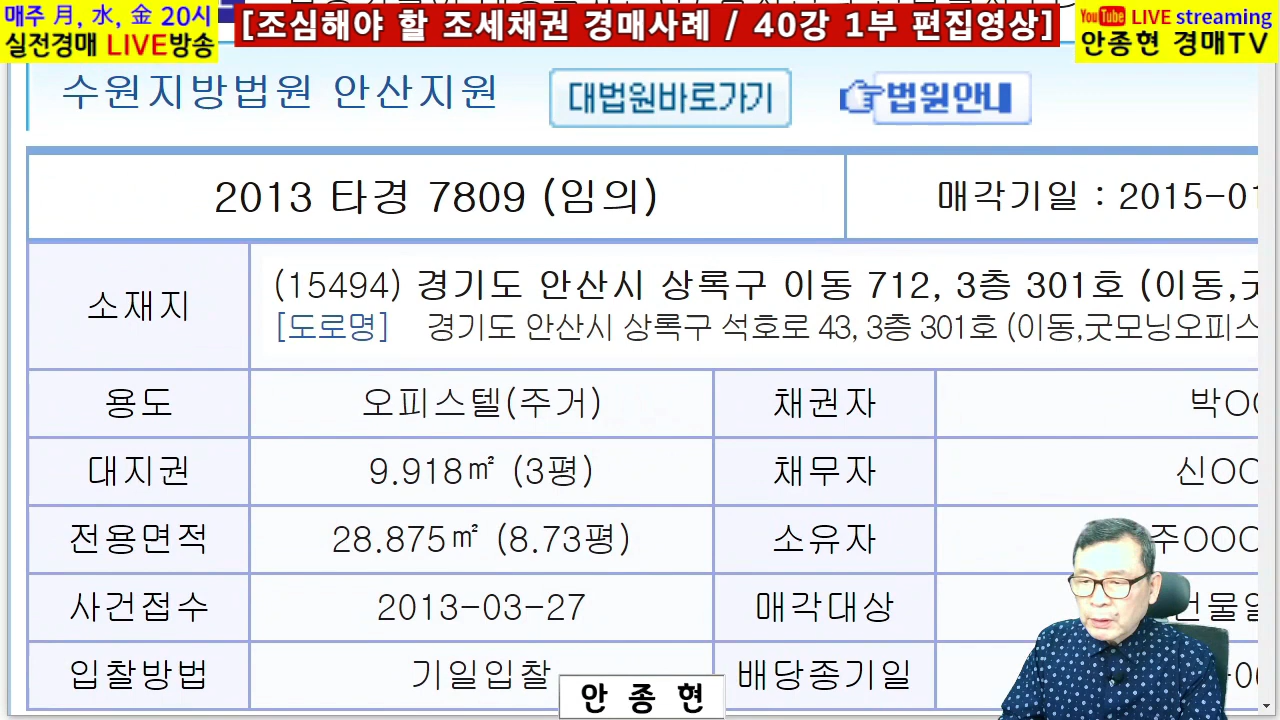 매주 月, 水, 金 20시
실전경매 LIVE방송
[조심해야 할 조세채권 경매사례 / 40강 1부 편집영상]
YouTube LIVE streaming
안종현 경매TV
수원지방법원 안산지원
대법원바로가기
법원안내
2013 타경 7809 (임의)
매각기일 : 2015-01
소재지
(15494) 경기도 안산시 상록구 이동 712, 3층 301호 (이동,굿
[도로명] 경기도 안산시 상록구 석호로 43, 3층 301호 (이동,굿모닝오피스
용도 오피스텔(주거) 채권자 박OO
대지권 9.918㎡ (3평) 채무자 신OO
전용면적 28.875㎡ (8.73평) 소유자 주OOO
사건접수 2013-03-27 매각대상 건물일
입찰방법 기일입찰 배당종기일
안 종 현